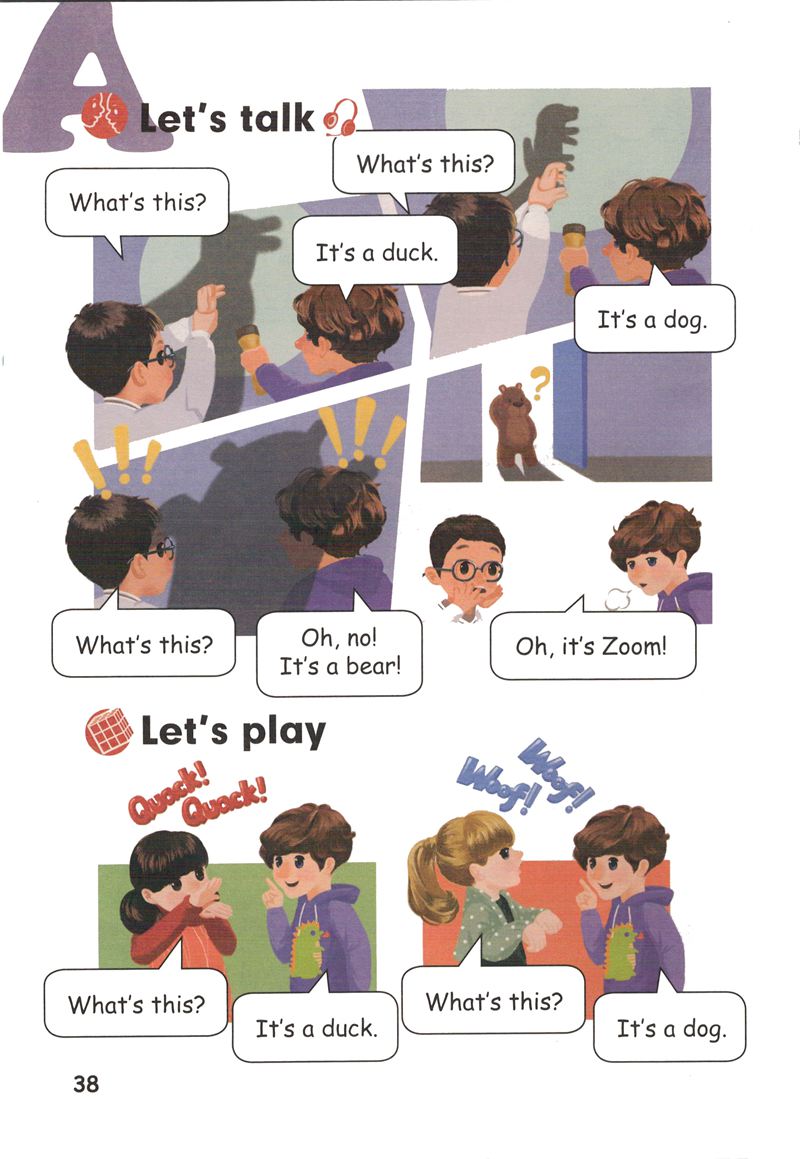 A
Let's talk
What's this?
It's a duck.
What's this?
It's a dog.
?
!!! !!!
What's this?
Oh, no!
It's a bear!
Oh, it's Zoom!
Let's play
Quack!
Quack!
Woof!
Woof!
What's this?
It's a duck.
What's this?
It's a dog.
38